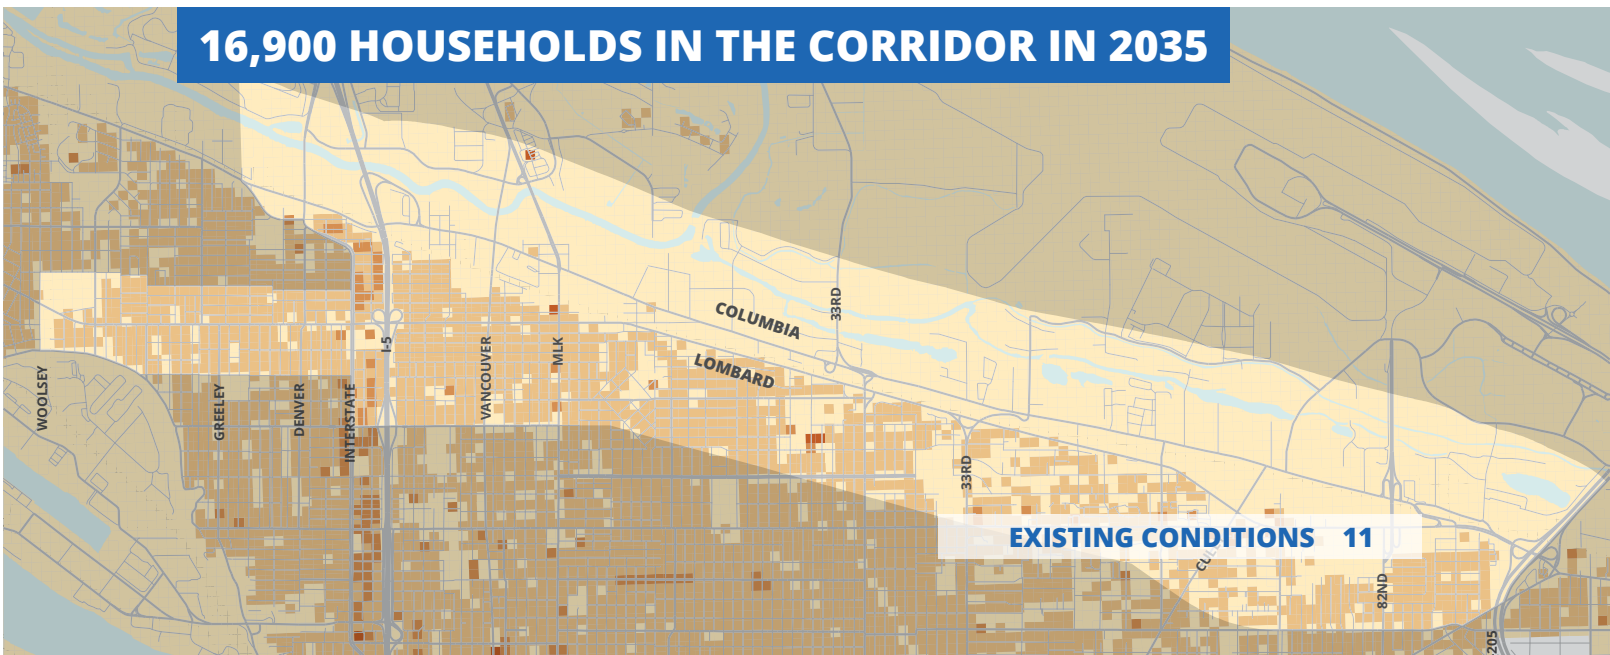 16,900 HOUSEHOLDS IN THE CORRIDOR IN 2035
33RD
COLUMBIA
I-5
VANCOUVER
MLK
LOMBARD
WOOLSEY
GREELEY
DENVER
INTERSTATE
33RD
EXISTING CONDITIONS 11
82ND
205